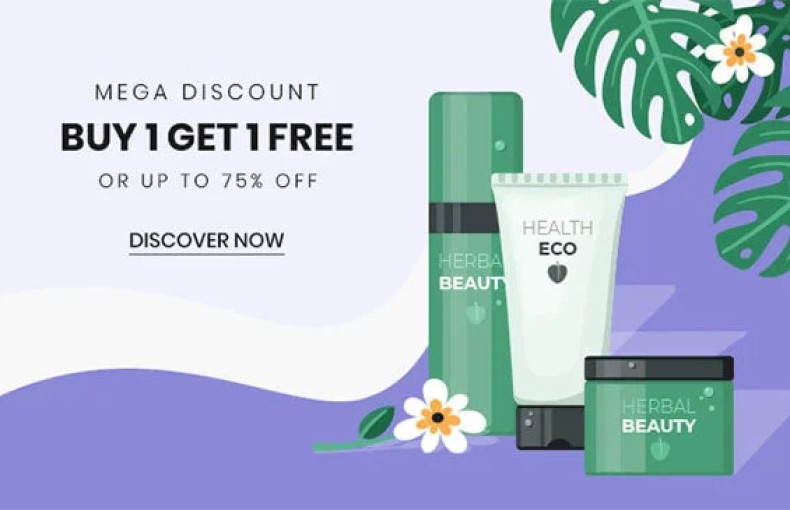 MEGA DISCOUNT
BUY 1 GET 1 FREE
OR UP TO 75% OFF
DISCOVER NOW
HERBA
BEAUTY
HEALTH
ECO
HERBAL
BEAUTY